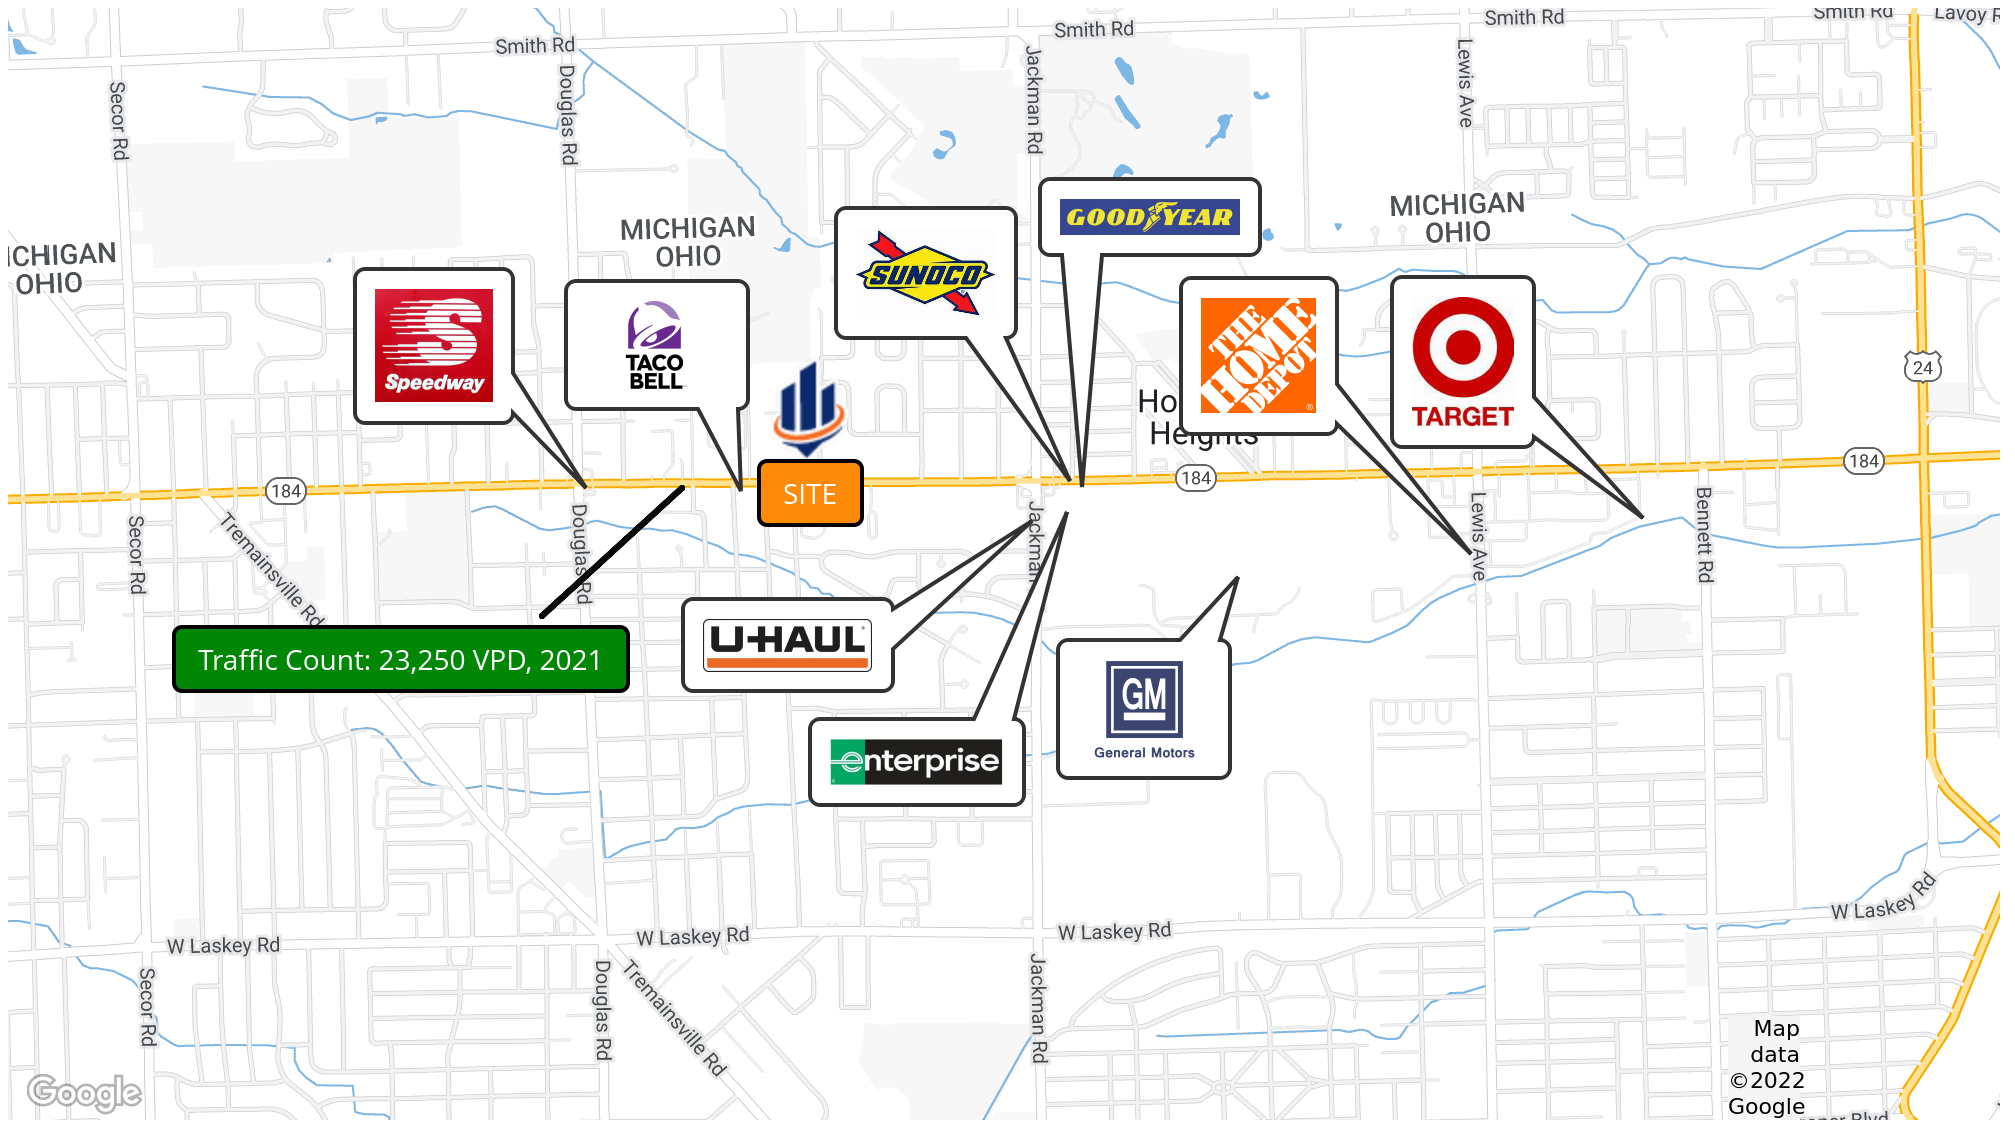 Smith Rd
Smith Rd
Smith Rd
Smith Rd
Lavoy R
Secor Rd
Douglas Rd
Jackman Rd
Lewis Ave
MICHIGAN
OHIO
MICHIGAN
OHIO
ICHIGAN
OHIO
GOODYEAR
SUNOCO
Speedway
TACO
BELL
THE
HOME
DEPOT
TARGET
24
Ho
Heights
184
184
184
SITE
Secor Rd
Tremainsville Rd
Douglas Rd
Jackman
Lewis Ave
Bennett Rd
Traffic Count: 23,250 VPD, 2021
U-HAUL
GM
General Motors
enterprise
W Laskey Rd
W Laskey Rd
W Laskey Rd
W Laskey Rd
Secor Rd
Douglas Rd
Tremainsville Rd
Jackman Rd
Google
Map
data
©2022
Google